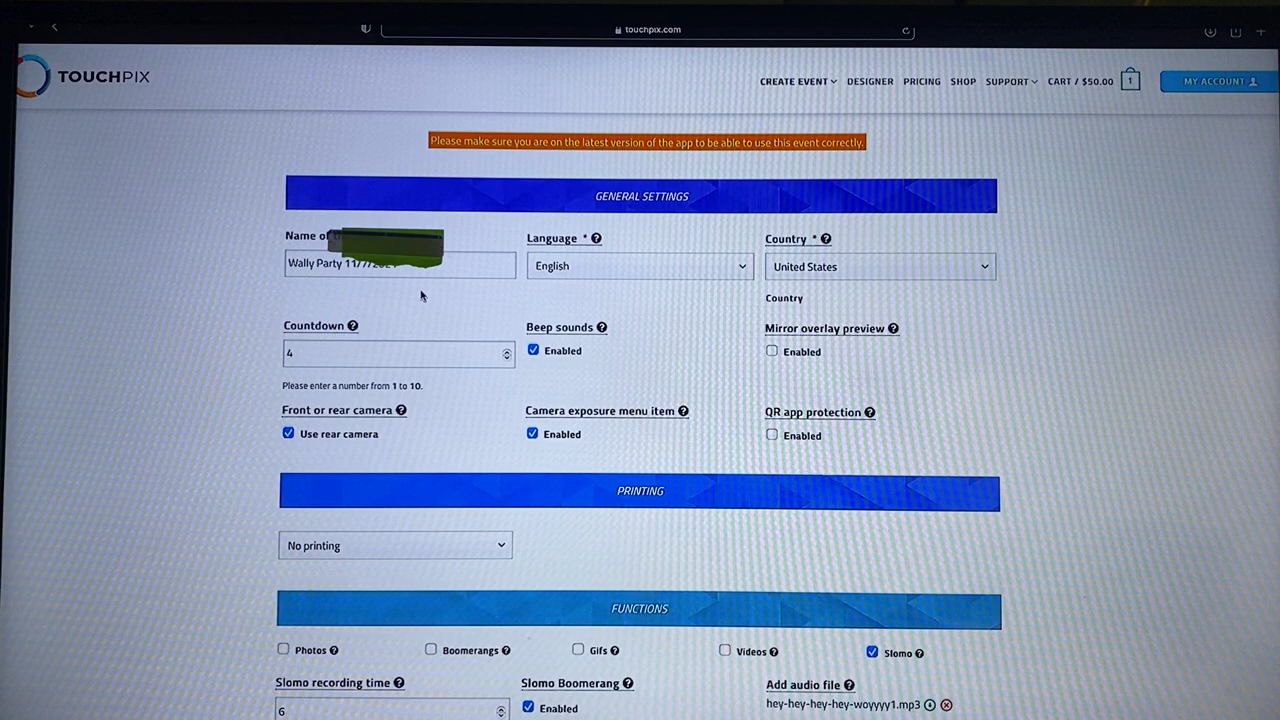 touchpix.com
TOUCHPIX
CREATE EVENT DESIGNER PRICING SHOP SUPPORT CART / $50.00 1 MY ACCOUNT
Please make sure you are on the latest version of the app to be able to use this event correctly.
GENERAL SETTINGS
Name of
Language * ?
Country * ?
Wally Party
English
United States
Country
Countdown ?
Beep sounds ?
Mirror overlay preview ?
4
Enabled
Enabled
Please enter a number from 1 to 10.
Front or rear camera ?
Camera exposure menu item ?
QR app protection ?
Use rear camera
Enabled
Enabled
PRINTING
No printing
FUNCTIONS
Photos ? Boomerangs ? Gifs ? Videos ? Slomo ?
Slomo recording time ?
Slomo Boomerang ?
Add audio file ?
6
Enabled
hey-hey-hey-hey-woyyyy1.mp3